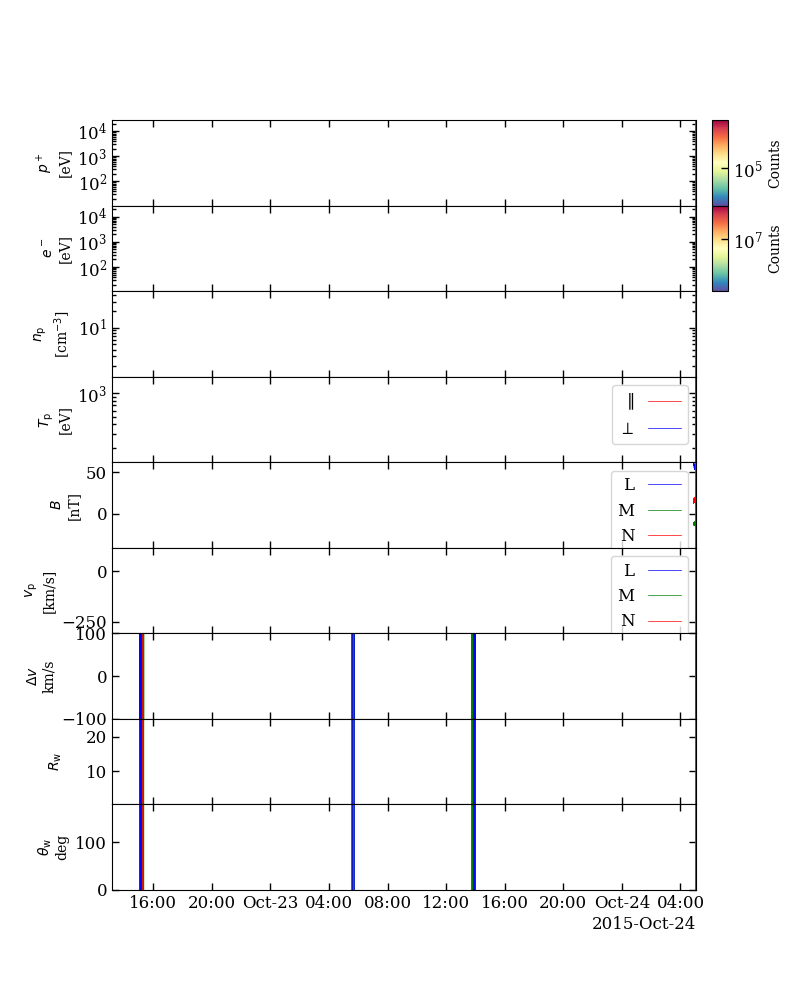 10⁴
10³
10²
p⁺
[eV]
10⁵
Counts
10⁴
10³
10²
e⁻
[eV]
10⁷
Counts
10¹
nₚ
[cm⁻³]
10³
Tₚ
[eV]
∥
⊥
50
0
B
[nT]
L
M
N
0
−250
vₚ
[km/s]
L
M
N
100
0
−100
Δv
km/s
20
10
R_w
100
0
θ_w
deg
16:00 20:00 Oct-23 04:00 08:00 12:00 16:00 20:00 Oct-24 04:00
2015-Oct-24